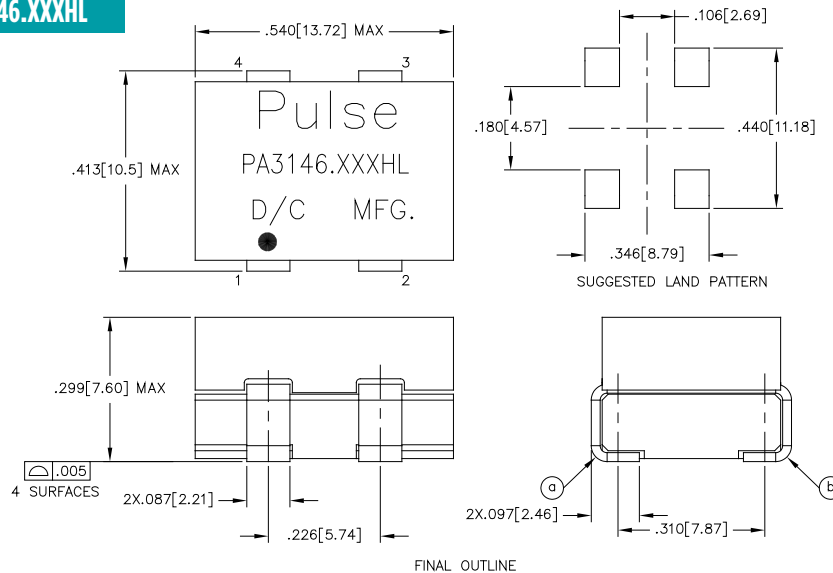 46.XXXHL
.540[13.72] MAX
.106[2.69]
4
3
Pulse
PA3146.XXXHL
D/C MFG.
1
2
.413[10.5] MAX
.180[4.57]
.440[11.18]
.346[8.79]
SUGGESTED LAND PATTERN
.299[7.60] MAX
⌓ .005
4 SURFACES
2X.087[2.21]
.226[5.74]
a
b
2X.097[2.46]
.310[7.87]
FINAL OUTLINE